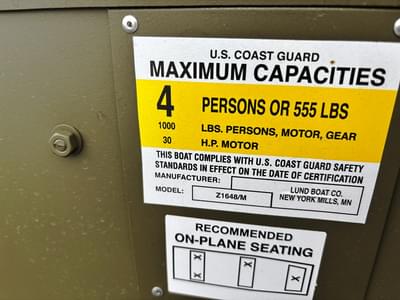 U.S. COAST GUARD
MAXIMUM CAPACITIES
4 PERSONS OR 555 LBS
1000 LBS. PERSONS, MOTOR, GEAR
30 H.P. MOTOR
THIS BOAT COMPLIES WITH U.S. COAST GUARD SAFETY
STANDARDS IN EFFECT ON THE DATE OF CERTIFICATION
MANUFACTURER:
MODEL: Z1648/M
LUND BOAT CO.
NEW YORK MILLS, MN
RECOMMENDED
ON-PLANE SEATING
X X X